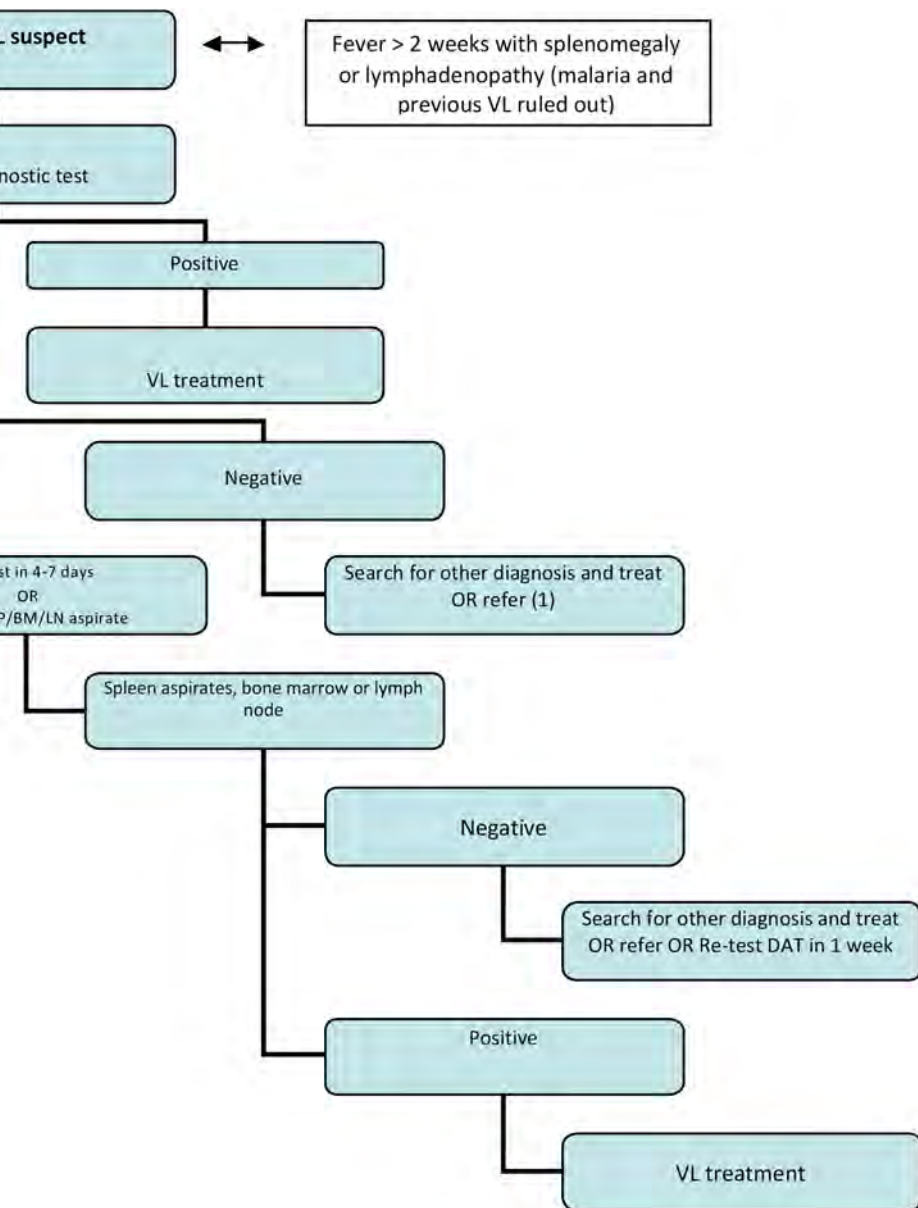 suspect
Fever > 2 weeks with splenomegaly
or lymphadenopathy (malaria and
previous VL ruled out)
test
Positive
VL treatment
Negative
in 4-7 days
OR
P/BM/LN aspirate
Search for other diagnosis and treat
OR refer (1)
Spleen aspirates, bone marrow or lymph
node
Negative
Search for other diagnosis and treat
OR refer OR Re-test DAT in 1 week
Positive
VL treatment